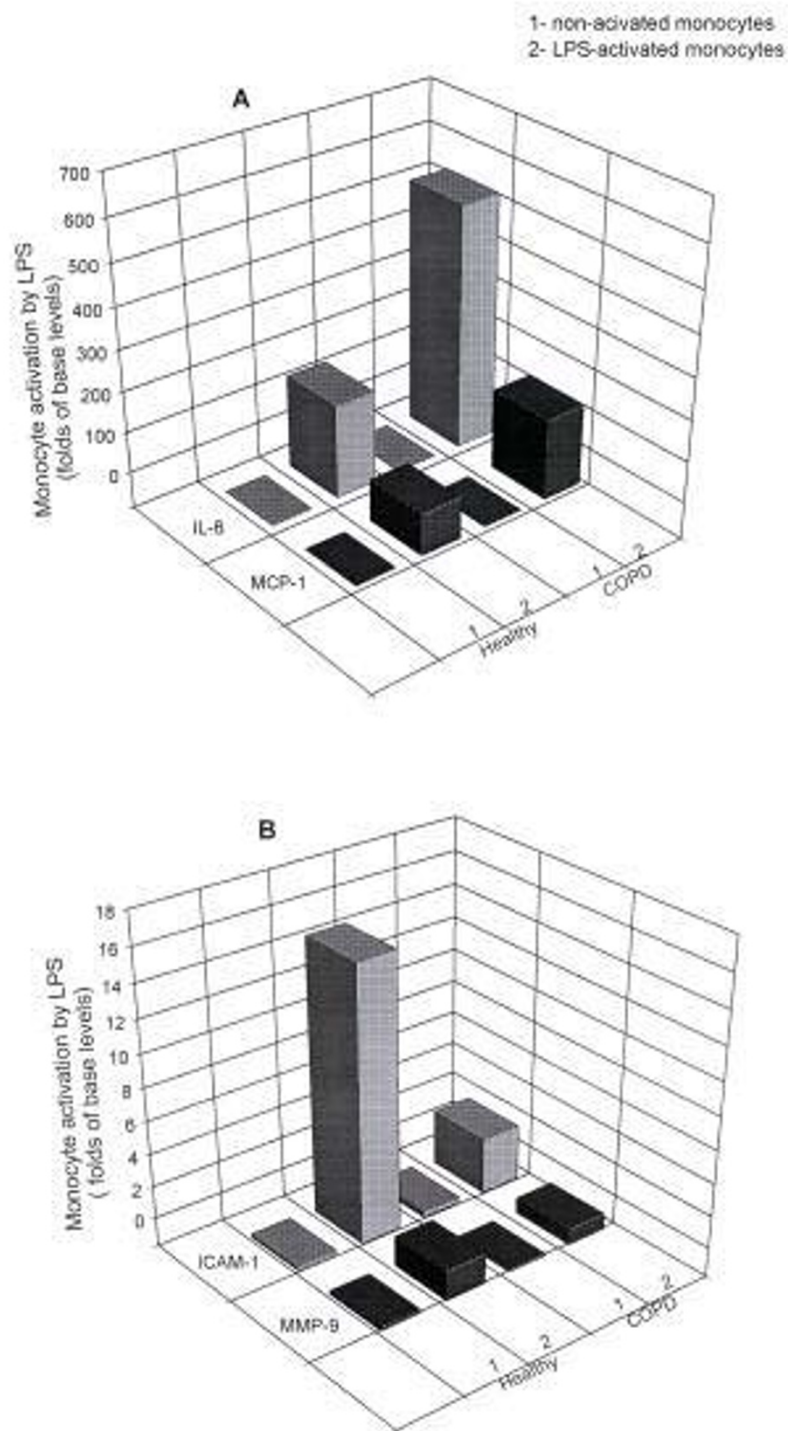 1- non-acivated monocytes
2- LPS-activated monocytes
A
Monocyte activation by LPS
(folds of base levels)
700
600
500
400
300
200
100
0
IL-6
MCP-1
1
2
Healthy
1
2
COPD
B
Monocyte activation by LPS
( folds of base levels)
18
16
14
12
10
8
6
4
2
0
ICAM-1
MMP-9
1
2
Healthy
1
2
COPD